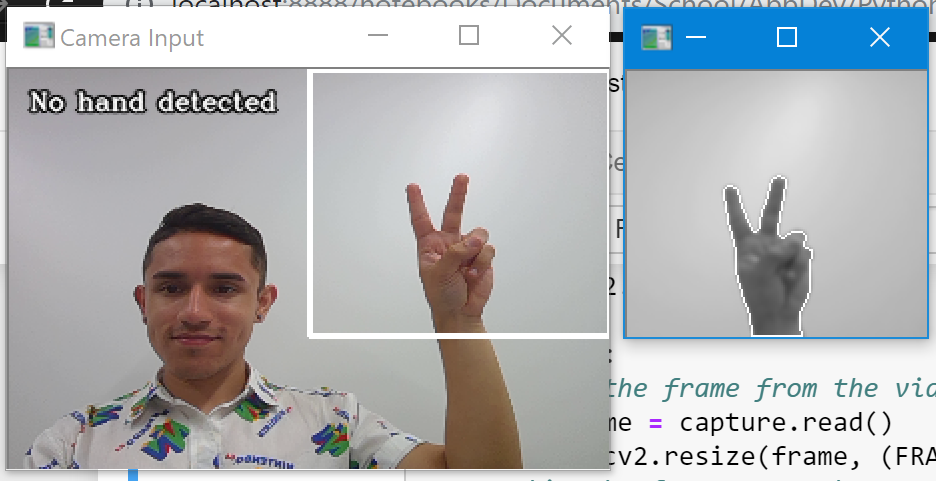 localhost:8888/notebooks/Documents/School/AppDev/Python
Camera Input
No hand detected
:
the frame from the vid
me = capture.read()
cv2.resize(frame, (FRA